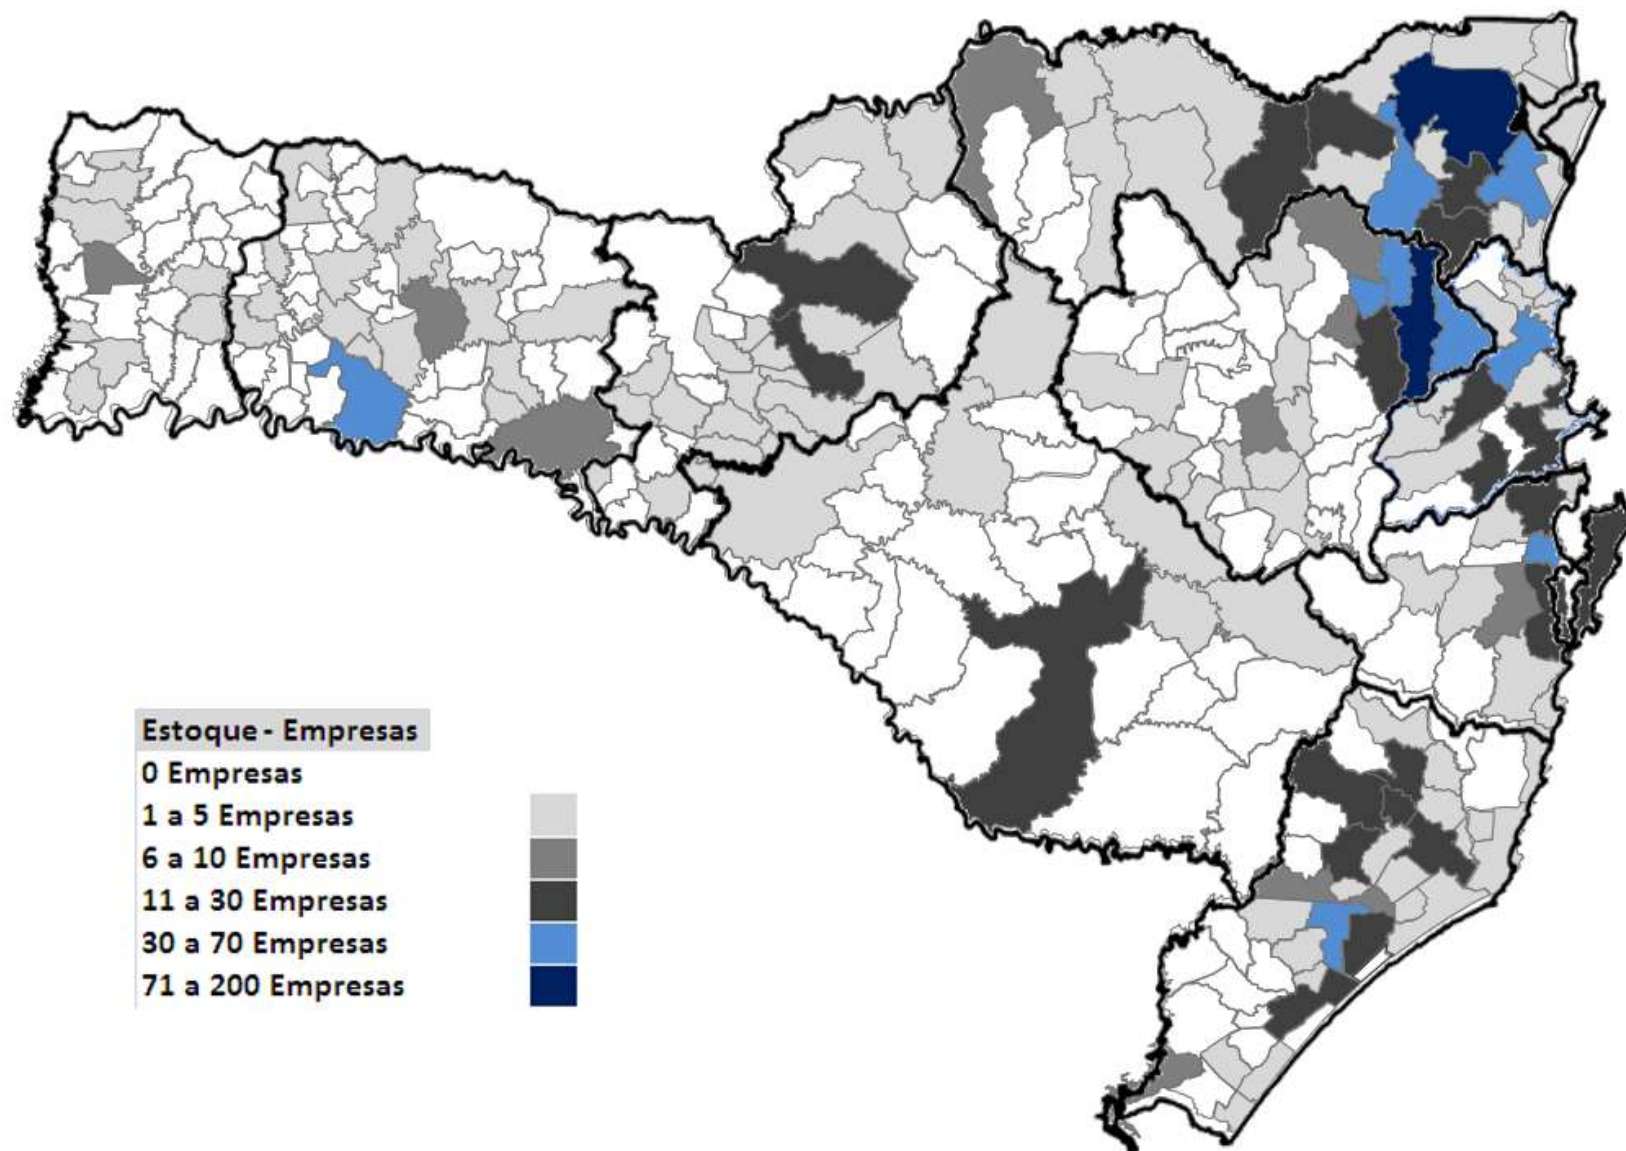 Estoque - Empresas
0 Empresas
1 a 5 Empresas
6 a 10 Empresas
11 a 30 Empresas
30 a 70 Empresas
71 a 200 Empresas